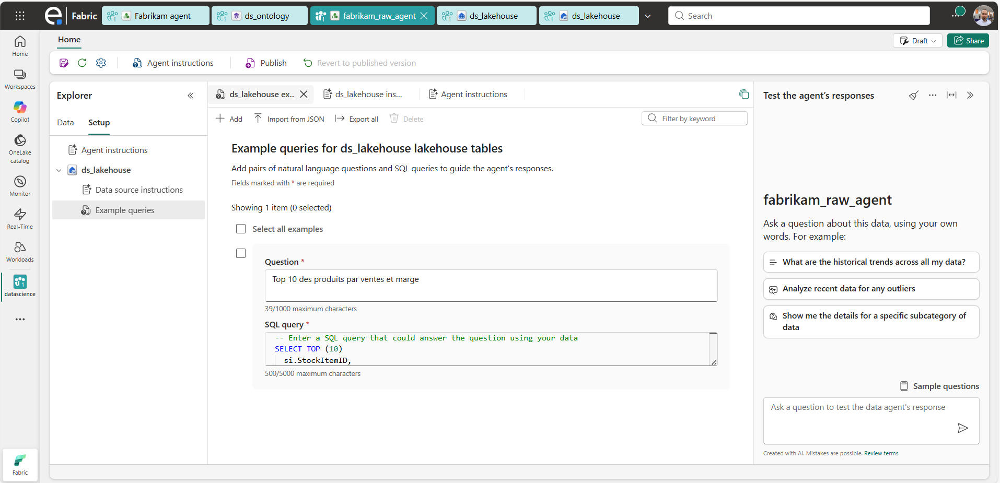 Fabric
Fabrikam agent
ds_ontology
fabrikam_raw_agent
ds_lakehouse
ds_lakehouse
Search
Home
Draft
Share
Agent instructions
Publish
Revert to published version
Home
Workspaces
Copilot
OneLake
catalog
Monitor
Real-Time
Workloads
datascience
Fabric
Explorer
Data
Setup
Agent instructions
ds_lakehouse
Data source instructions
Example queries
ds_lakehouse ex..
ds_lakehouse ins...
Agent instructions
Add
Import from JSON
Export all
Delete
Filter by keyword
Example queries for ds_lakehouse lakehouse tables
Add pairs of natural language questions and SQL queries to guide the agent's responses.
Fields marked with * are required
Showing 1 item (0 selected)
Select all examples
Question *
Top 10 des produits par ventes et marge
39/1000 maximum characters
SQL query *
-- Enter a SQL query that could answer the question using your data
SELECT TOP (10)
si.StockItemID,
500/5000 maximum characters
Test the agent's responses
fabrikam_raw_agent
Ask a question about this data, using your own
words. For example:
What are the historical trends across all my data?
Analyze recent data for any outliers
Show me the details for a specific subcategory of
data
Sample questions
Ask a question to test the data agent's response
Created with AI. Mistakes are possible. Review terms